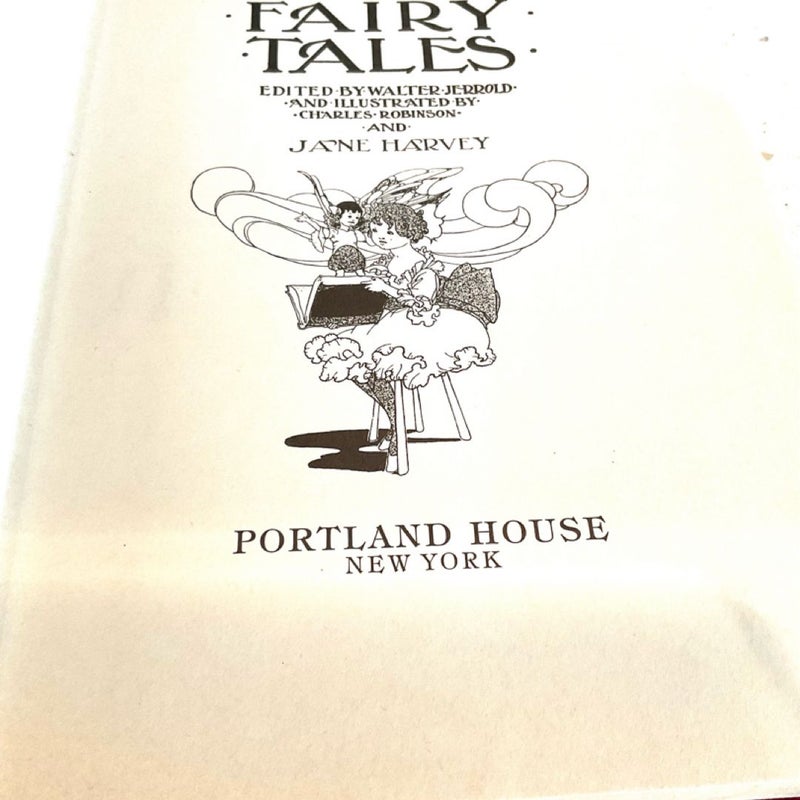 ·FAIRY·
·TALES·
EDITED·BY·WALTER·JERROLD·
·AND·ILLUSTRATED·BY·
·CHARLES·ROBINSON·
·AND·
JANE HARVEY
PORTLAND HOUSE
NEW YORK